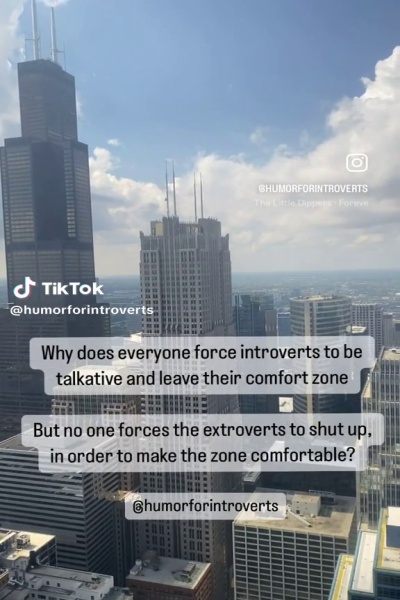 @HUMORFORINTROVERTS
The Little Dippers · Foreve
TikTok
@humorforintroverts
Why does everyone force introverts to be
talkative and leave their comfort zone
But no one forces the extroverts to shut up,
in order to make the zone comfortable?
@humorforintroverts